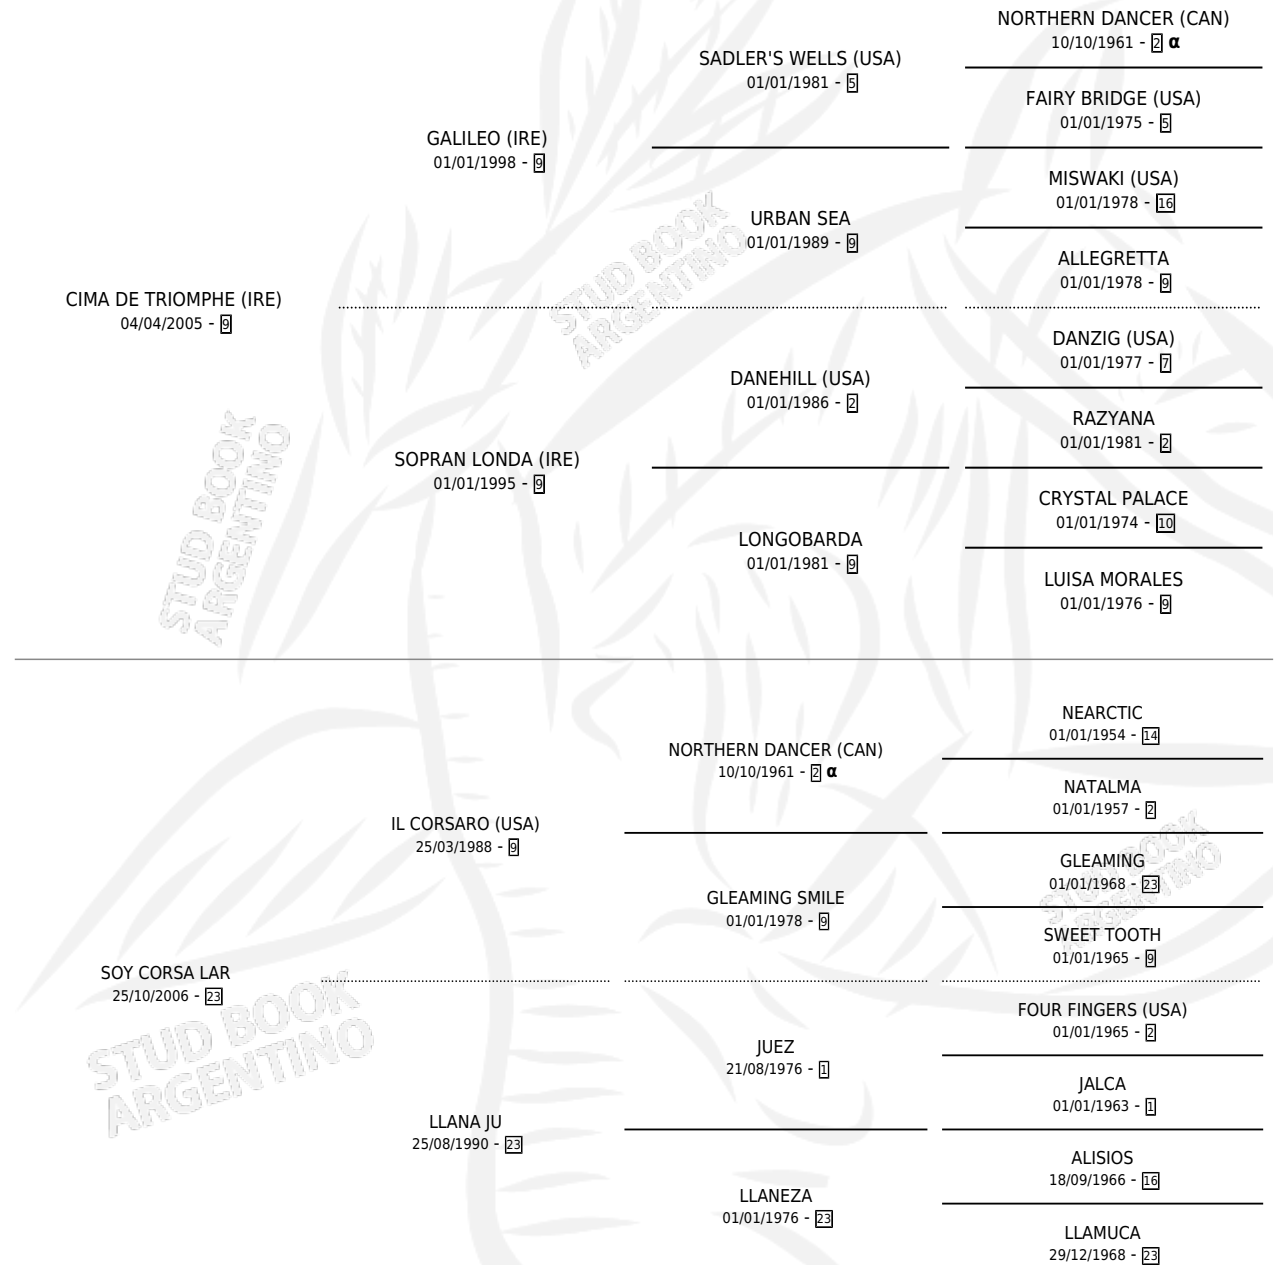 NORTHERN DANCER (CAN)
10/10/1961 - 2 α
SADLER'S WELLS (USA)
01/01/1981 - 5
FAIRY BRIDGE (USA)
01/01/1975 - 5
GALILEO (IRE)
01/01/1998 - 9
MISWAKI (USA)
01/01/1978 - 16
URBAN SEA
01/01/1989 - 9
ALLEGRETTA
01/01/1978 - 9
CIMA DE TRIOMPHE (IRE)
04/04/2005 - 9
DANZIG (USA)
01/01/1977 - 7
DANEHILL (USA)
01/01/1986 - 2
RAZYANA
01/01/1981 - 2
SOPRAN LONDA (IRE)
01/01/1995 - 9
CRYSTAL PALACE
01/01/1974 - 10
LONGOBARDA
01/01/1981 - 9
LUISA MORALES
01/01/1976 - 9
NEARCTIC
01/01/1954 - 14
NORTHERN DANCER (CAN)
10/10/1961 - 2 α
NATALMA
01/01/1957 - 2
IL CORSARO (USA)
25/03/1988 - 9
GLEAMING
01/01/1968 - 23
GLEAMING SMILE
01/01/1978 - 9
SWEET TOOTH
01/01/1965 - 9
SOY CORSA LAR
25/10/2006 - 23
FOUR FINGERS (USA)
01/01/1965 - 2
JUEZ
21/08/1976 - 1
JALCA
01/01/1963 - 1
LLANA JU
25/08/1990 - 23
ALISIOS
18/09/1966 - 16
LLANEZA
01/01/1976 - 23
LLAMUCA
29/12/1968 - 23
STUD BOOK
ARGENTINO
STUD BOOK
ARGENTINO
STUD BOOK
ARGENTINO
STUD BOOK
ARGENTINO